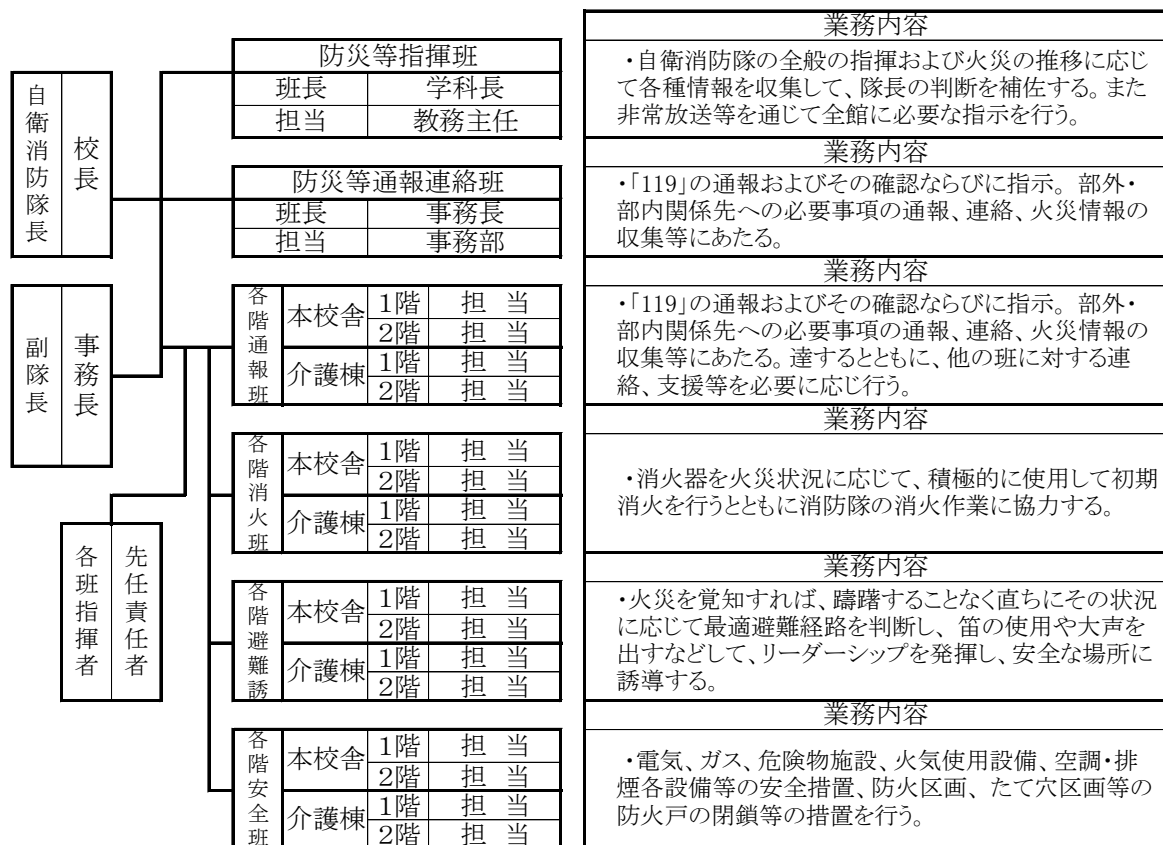 自衛消防隊長
校長
副隊長
事務長
各班指揮者
先任責任者
防災等指揮班
班長 学科長
担当 教務主任
業務内容
・自衛消防隊の全般の指揮および火災の推移に応じ
て各種情報を収集して、隊長の判断を補佐する。また
非常放送等を通じて全館に必要な指示を行う。
防災等通報連絡班
班長 事務長
担当 事務部
業務内容
・「119」の通報およびその確認ならびに指示。部外・
部内関係先への必要事項の通報、連絡、火災情報の
収集等にあたる。
各階通報班
本校舎 1階 担 当
2階 担 当
介護棟 1階 担 当
2階 担 当
業務内容
・「119」の通報およびその確認ならびに指示。部外・
部内関係先への必要事項の通報、連絡、火災情報の
収集等にあたる。達するとともに、他の班に対する連
絡、支援等を必要に応じ行う。
各階消火班
本校舎 1階 担 当
2階 担 当
介護棟 1階 担 当
2階 担 当
業務内容
・消火器を火災状況に応じて、積極的に使用して初期
消火を行うとともに消防隊の消火作業に協力する。
各階避難誘
本校舎 1階 担 当
2階 担 当
介護棟 1階 担 当
2階 担 当
業務内容
・火災を覚知すれば、躊躇することなく直ちにその状況
に応じて最適避難経路を判断し、笛の使用や大声を
出すなどして、リーダーシップを発揮し、安全な場所に
誘導する。
各階安全班
本校舎 1階 担 当
2階 担 当
介護棟 1階 担 当
2階 担 当
業務内容
・電気、ガス、危険物施設、火気使用設備、空調・排
煙各設備等の安全措置、防火区画、たて穴区画等の
防火戸の閉鎖等の措置を行う。